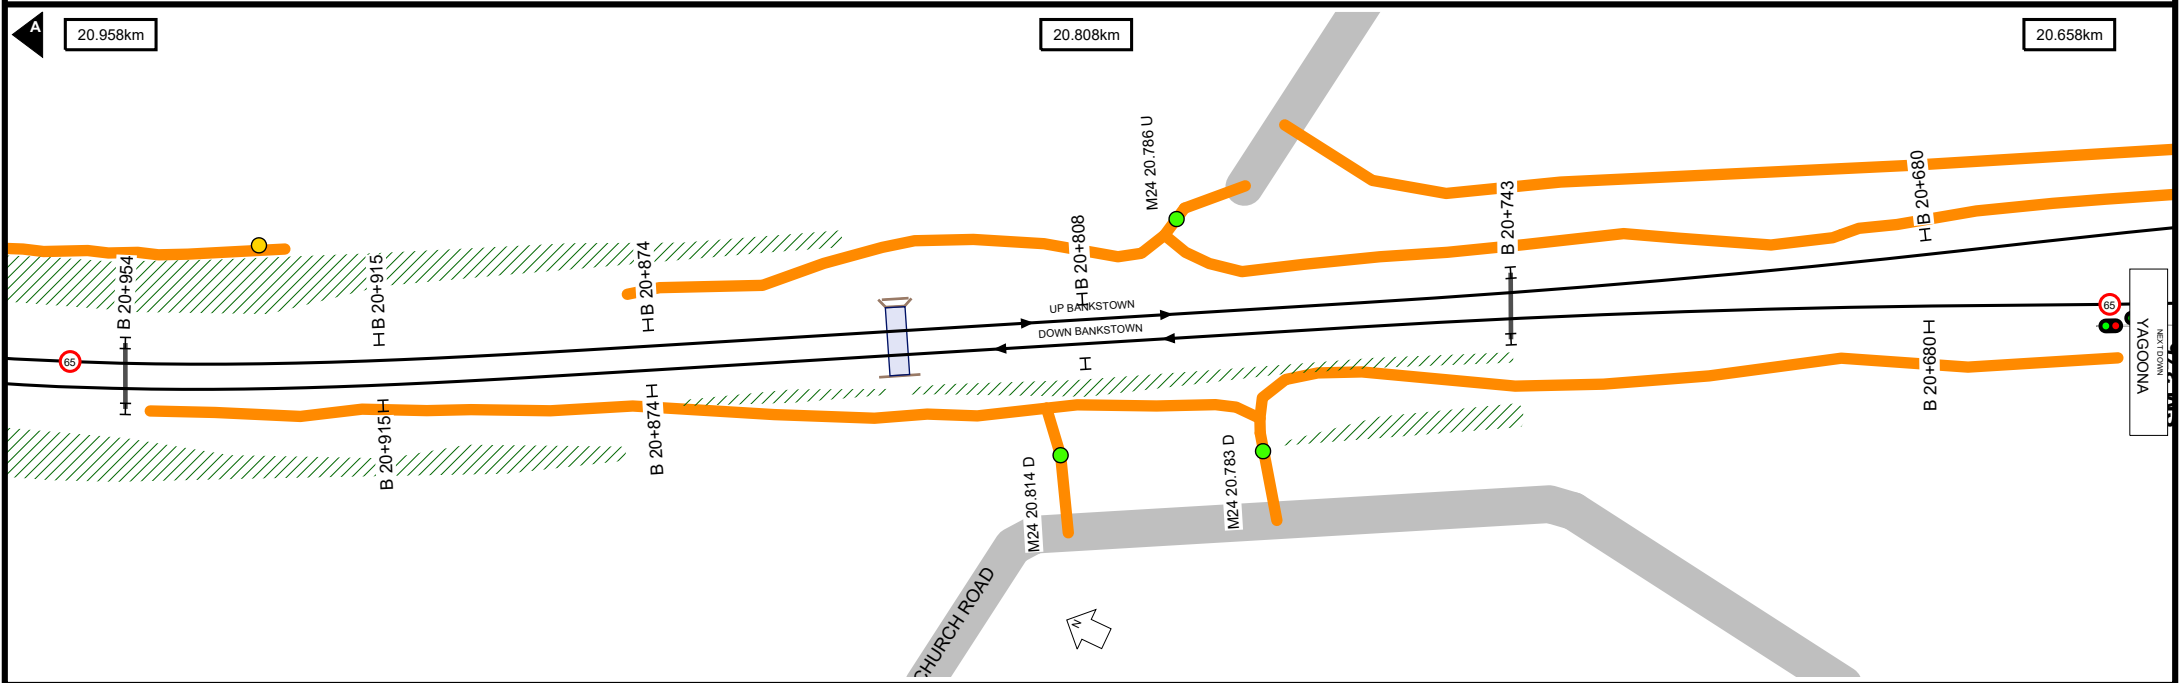 A
20.958km
20.808km
20.658km
M24 20.786 U
B 20+680
B 20+743
B 20+808
B 20+874
B 20+915
B 20+954
UP BANKSTOWN
DOWN BANKSTOWN
65
65
YAGOONA
NEXT DOWN
B 20+680
B 20+874
B 20+915
M24 20.814 D
M24 20.783 D
CHURCH ROAD
N